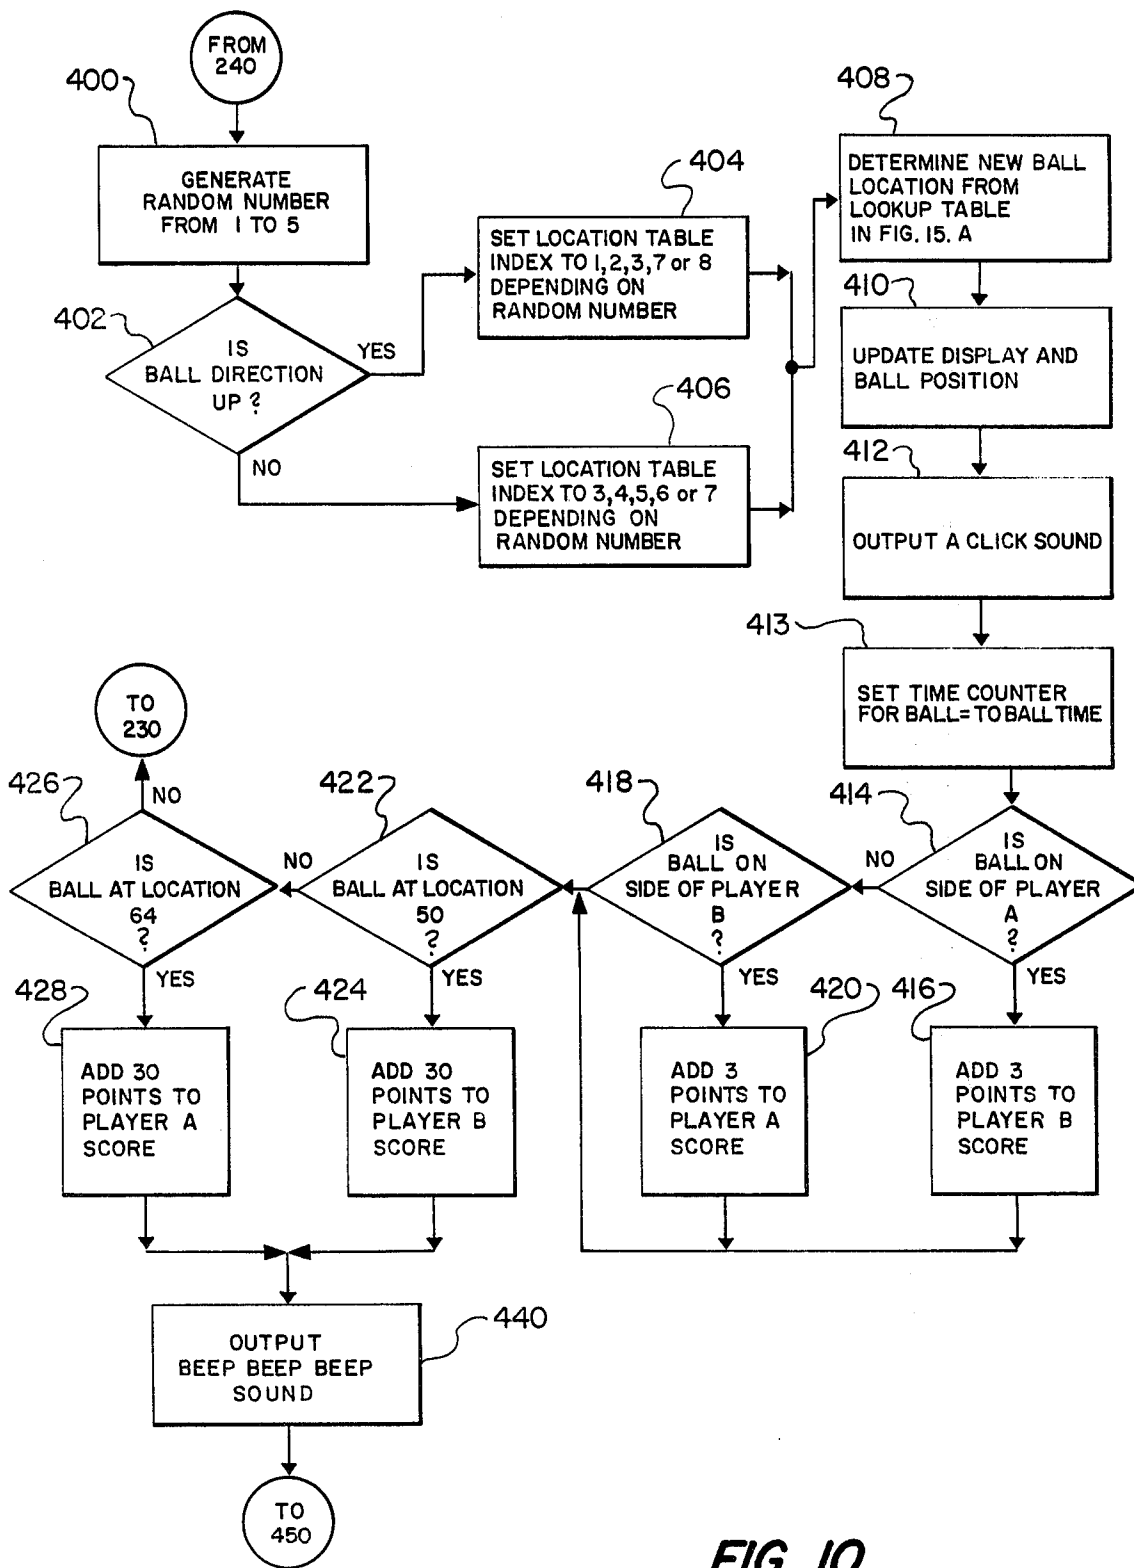 FROM
240
400
GENERATE
RANDOM NUMBER
FROM 1 TO 5
402
IS
BALL DIRECTION
UP ?
YES
NO
404
SET LOCATION TABLE
INDEX TO 1,2,3,7 or 8
DEPENDING ON
RANDOM NUMBER
406
SET LOCATION TABLE
INDEX TO 3,4,5,6 or 7
DEPENDING ON
RANDOM NUMBER
408
DETERMINE NEW BALL
LOCATION FROM
LOOKUP TABLE
IN FIG. 15. A
410
UPDATE DISPLAY AND
BALL POSITION
412
OUTPUT A CLICK SOUND
413
SET TIME COUNTER
FOR BALL= TO BALL TIME
414
IS
BALL ON
SIDE OF PLAYER
A
?
NO
YES
416
ADD 3
POINTS TO
PLAYER B
SCORE
418
IS
BALL ON
SIDE OF PLAYER
B
?
YES
420
ADD 3
POINTS TO
PLAYER A
SCORE
422
IS
BALL AT LOCATION
50
?
NO
YES
424
ADD 30
POINTS TO
PLAYER B
SCORE
426
IS
BALL AT LOCATION
64
?
NO
YES
TO
230
428
ADD 30
POINTS TO
PLAYER A
SCORE
440
OUTPUT
BEEP BEEP BEEP
SOUND
TO
450
FIG. 10